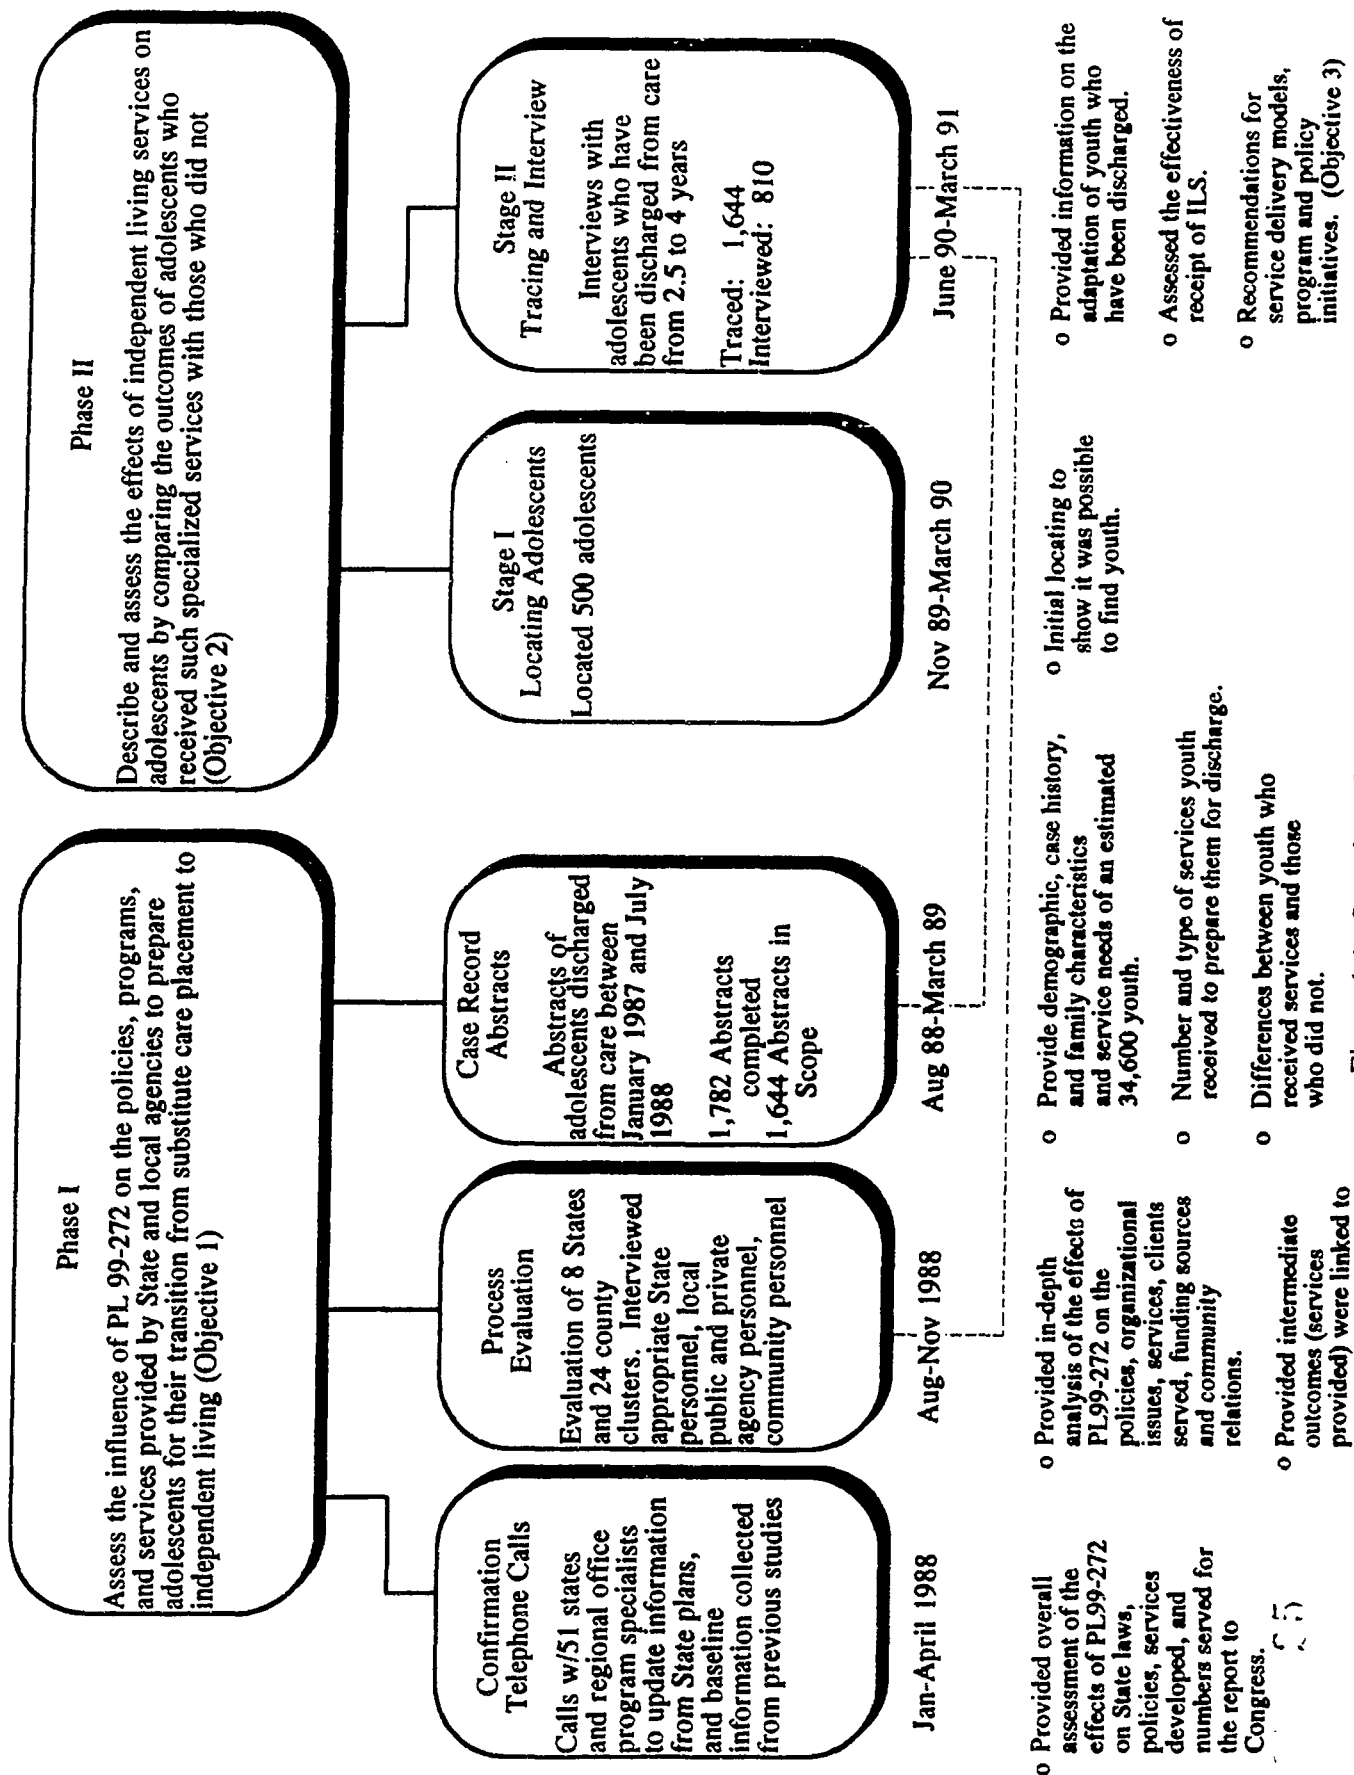 Phase I
Assess the influence of PL 99-272 on the policies, programs,
and services provided by State and local agencies to prepare
adolescents for their transition from substitute care placement to
independent living (Objective 1)
Phase II
Describe and assess the effects of independent living services on
adolescents by comparing the outcomes of adolescents who
received such specialized services with those who did not
(Objective 2)
Confirmation
Telephone Calls
Calls w/51 states
and regional office
program specialists
to update information
from State plans,
and baseline
information collected
from previous studies
Process
Evaluation
Evaluation of 8 States
and 24 county
clusters. Interviewed
appropriate State
personnel, local
public and private
agency personnel,
community personnel
Case Record
Abstracts
Abstracts of
adolescents discharged
from care between
January 1987 and July
1988
1,782 Abstracts
completed
1,644 Abstracts in
Scope
Stage I
Locating Adolescents
Located 500 adolescents
Stage II
Tracing and Interview
Interviews with
adolescents who have
been discharged from care
from 2.5 to 4 years
Traced: 1,644
Interviewed: 810
Jan-April 1988
Aug-Nov 1988
Aug 88-March 89
Nov 89-March 90
June 90-March 91
o Provided overall
assessment of the
effects of PL99-272
on State laws,
policies, services
developed, and
numbers served for
the report to
Congress.
o Provided in-depth
analysis of the effects of
PL99-272 on the
policies, organizational
issues, services, clients
served, funding sources
and community
relations.
o Provided intermediate
outcomes (services
provided) were linked to
o Provide demographic, case history,
and family characteristics
and service needs of an estimated
34,600 youth.
o Number and type of services youth
received to prepare them for discharge.
o Differences between youth who
received services and those
who did not.
o Initial locating to
show it was possible
to find youth.
o Provided information on the
adaptation of youth who
have been discharged.
o Assessed the effectiveness of
receipt of ILS.
o Recommendations for
service delivery models,
program and policy
initiatives. (Objective 3)